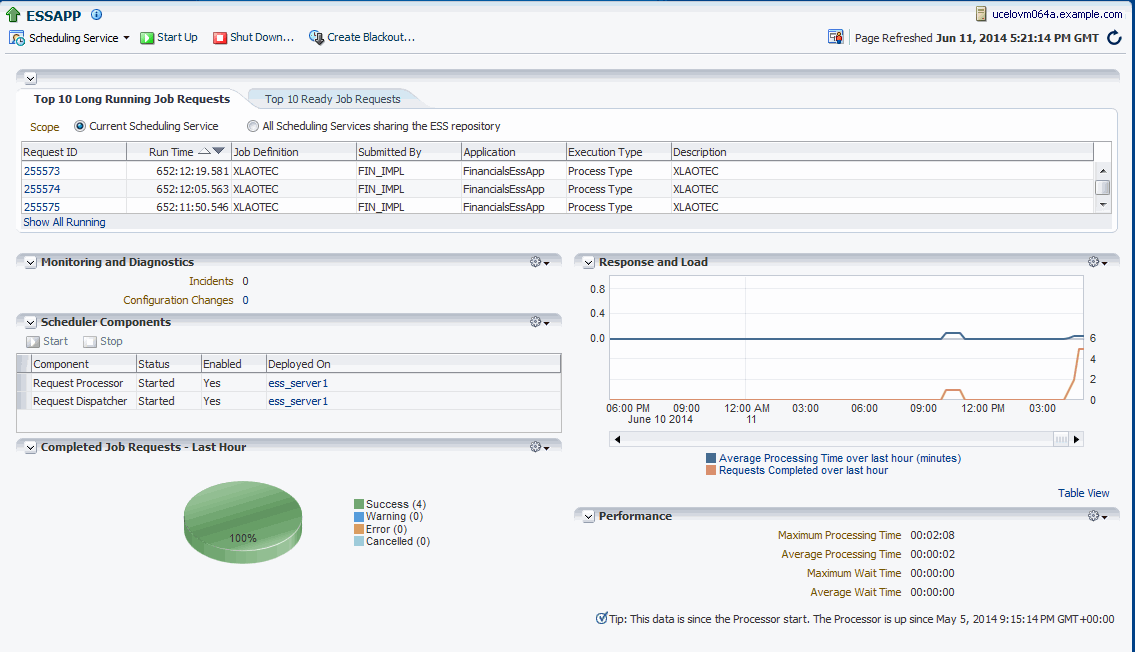 ESSAPP
ucelovm064a.example.com
Scheduling Service Start Up Shut Down... Create Blackout...
Page Refreshed Jun 11, 2014 5:21:14 PM GMT
Top 10 Long Running Job Requests Top 10 Ready Job Requests
Scope Current Scheduling Service All Scheduling Services sharing the ESS repository
Request ID Run Time Job Definition Submitted By Application Execution Type Description
255573 652:12:19.581 XLAOTEC FIN_IMPL FinancialsEssApp Process Type XLAOTEC
255574 652:12:05.563 XLAOTEC FIN_IMPL FinancialsEssApp Process Type XLAOTEC
255575 652:11:50.546 XLAOTEC FIN_IMPL FinancialsEssApp Process Type XLAOTEC
Show All Running
Monitoring and Diagnostics
Incidents 0
Configuration Changes 0
Scheduler Components
Start Stop
Component Status Enabled Deployed On
Request Processor Started Yes ess_server1
Request Dispatcher Started Yes ess_server1
Completed Job Requests - Last Hour
100%
Success (4)
Warning (0)
Error (0)
Cancelled (0)
Response and Load
0.8
0.4
0.0
6
4
2
0
06:00 PM 09:00 12:00 AM 03:00 06:00 09:00 12:00 PM 03:00
June 10 2014 11
Average Processing Time over last hour (minutes)
Requests Completed over last hour
Table View
Performance
Maximum Processing Time 00:02:08
Average Processing Time 00:00:02
Maximum Wait Time 00:00:00
Average Wait Time 00:00:00
Tip: This data is since the Processor start. The Processor is up since May 5, 2014 9:15:14 PM GMT+00:00